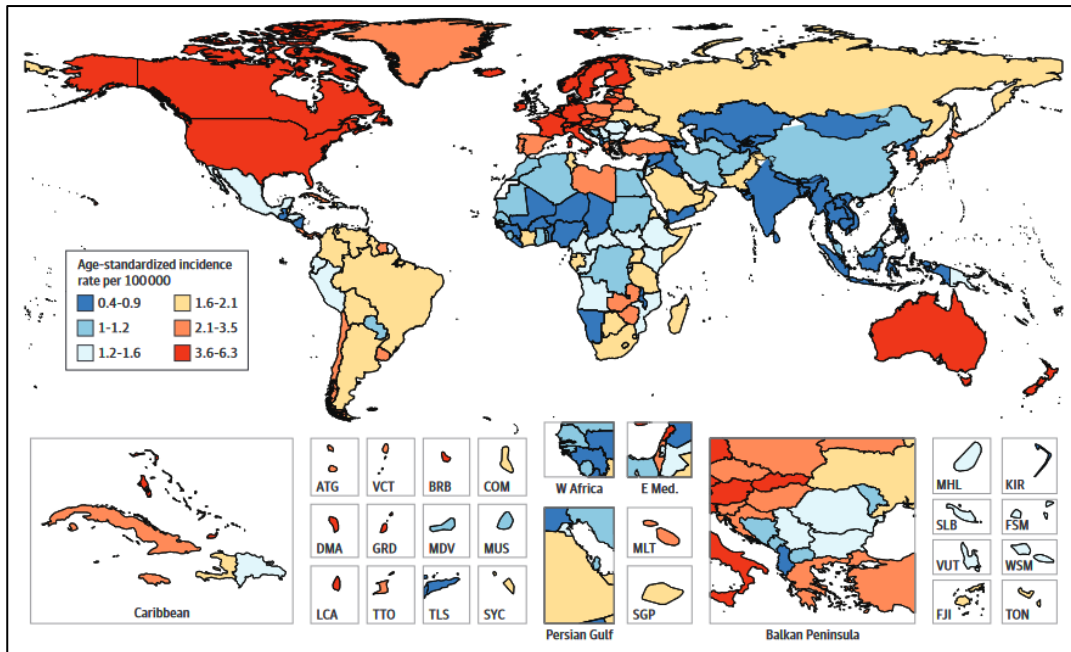 Age-standardized incidence
rate per 100 000
0.4-0.9
1.6-2.1
1-1.2
2.1-3.5
1.2-1.6
3.6-6.3
Caribbean
ATG
VCT
BRB
COM
DMA
GRD
MDV
MUS
LCA
TTO
TLS
SYC
W Africa
E Med.
Persian Gulf
MLT
SGP
Balkan Peninsula
MHL
KIR
SLB
FSM
VUT
WSM
FJI
TON